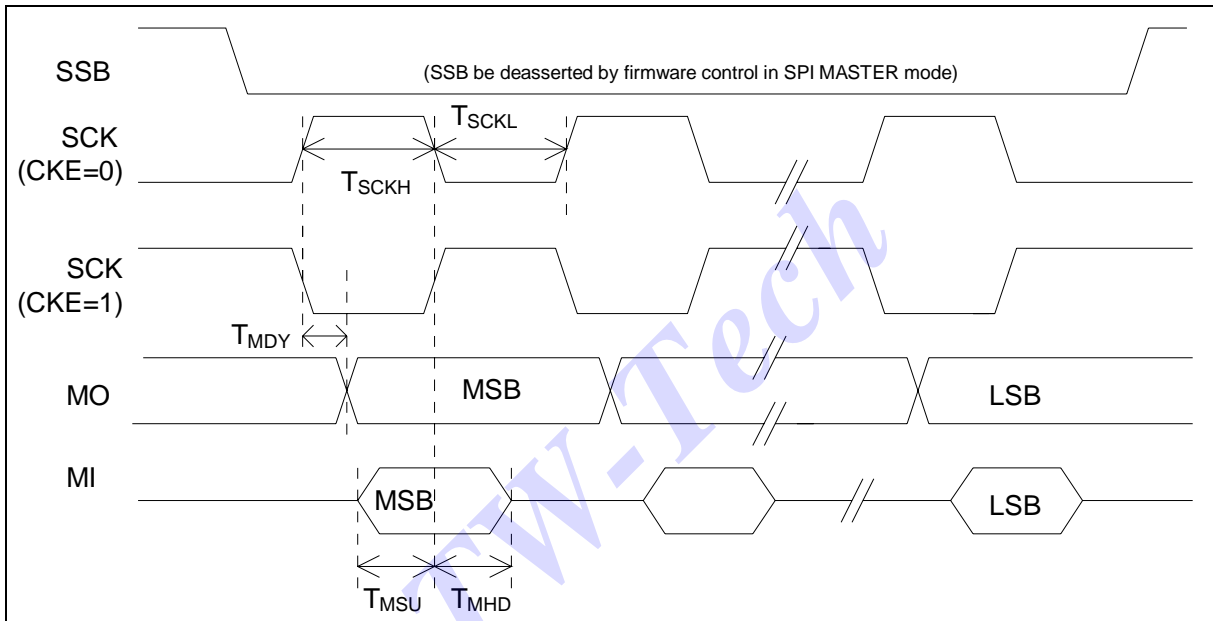 SSB
(SSB be deasserted by firmware control in SPI MASTER mode)
SCK
(CKE=0)
TSCKL
TSCKH
SCK
(CKE=1)
TMDY
MO
MSB
LSB
MI
MSB
LSB
TMSU
TMHD
TW-Tech